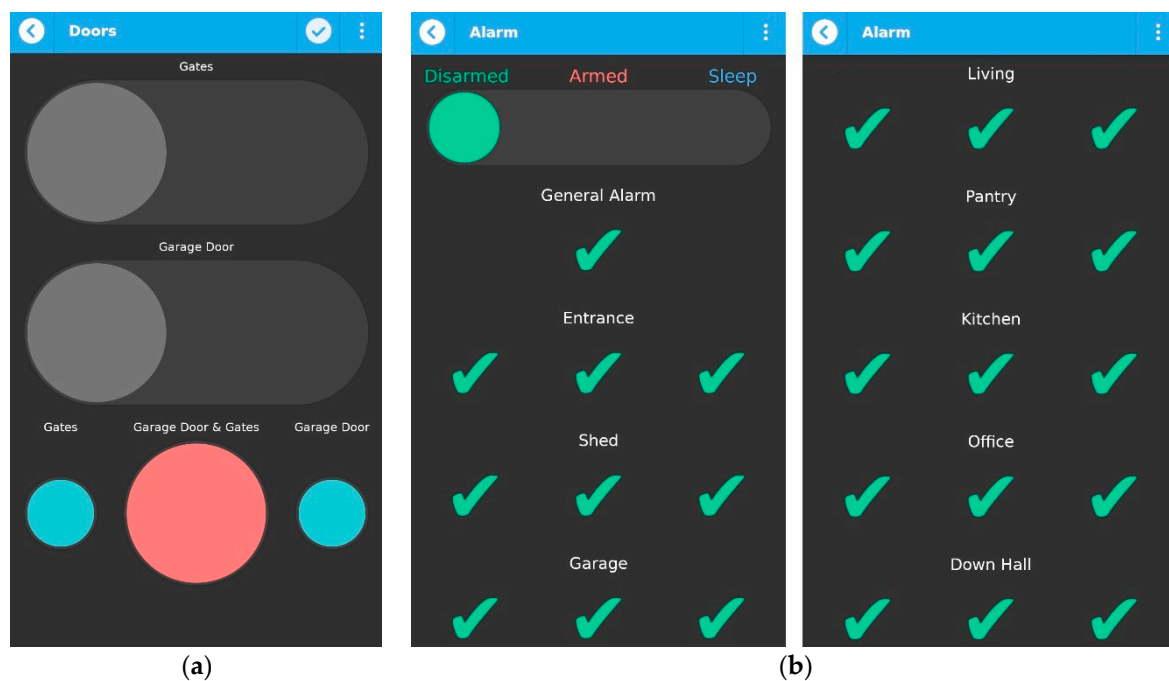 Doors
Gates
Garage Door
Gates Garage Door & Gates Garage Door
(a)
Alarm
Disarmed Armed Sleep
General Alarm
Entrance
Shed
Garage
Alarm
Living
Pantry
Kitchen
Office
Down Hall
(b)